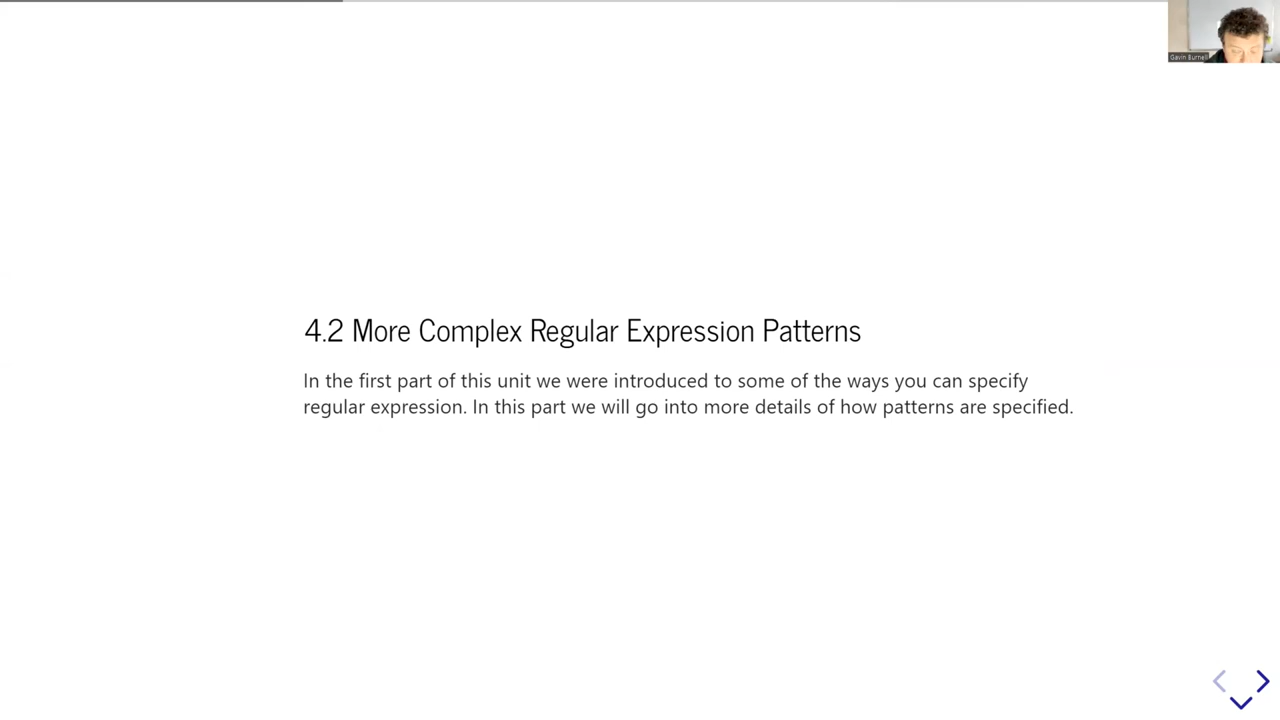 Gavin Burnell
4.2 More Complex Regular Expression Patterns
In the first part of this unit we were introduced to some of the ways you can specify
regular expression. In this part we will go into more details of how patterns are specified.